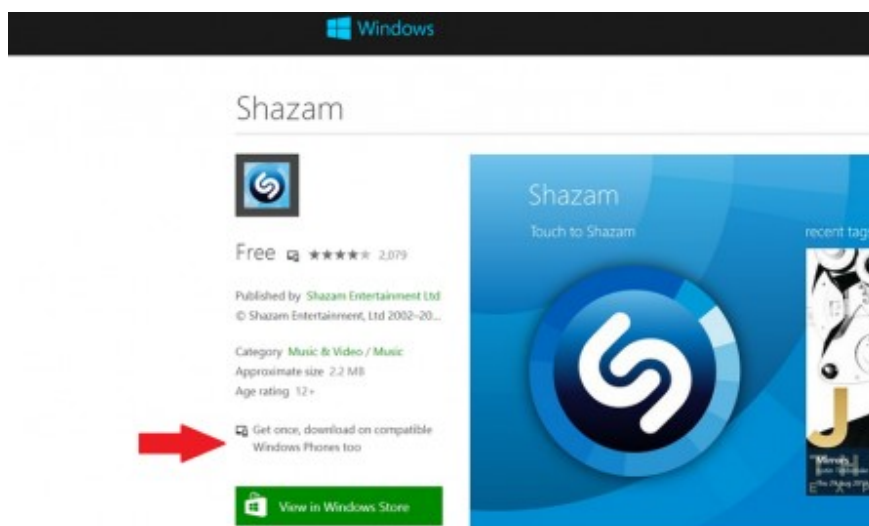 Windows
Shazam
Free 2,079
Published by Shazam Entertainment Ltd
© Shazam Entertainment, Ltd 2002–20...
Category Music & Video / Music
Approximate size 2.2 MB
Age rating 12+
Get once, download on compatible
Windows Phones too
View in Windows Store
Shazam
Touch to Shazam
recent tags
J
"Mirrors